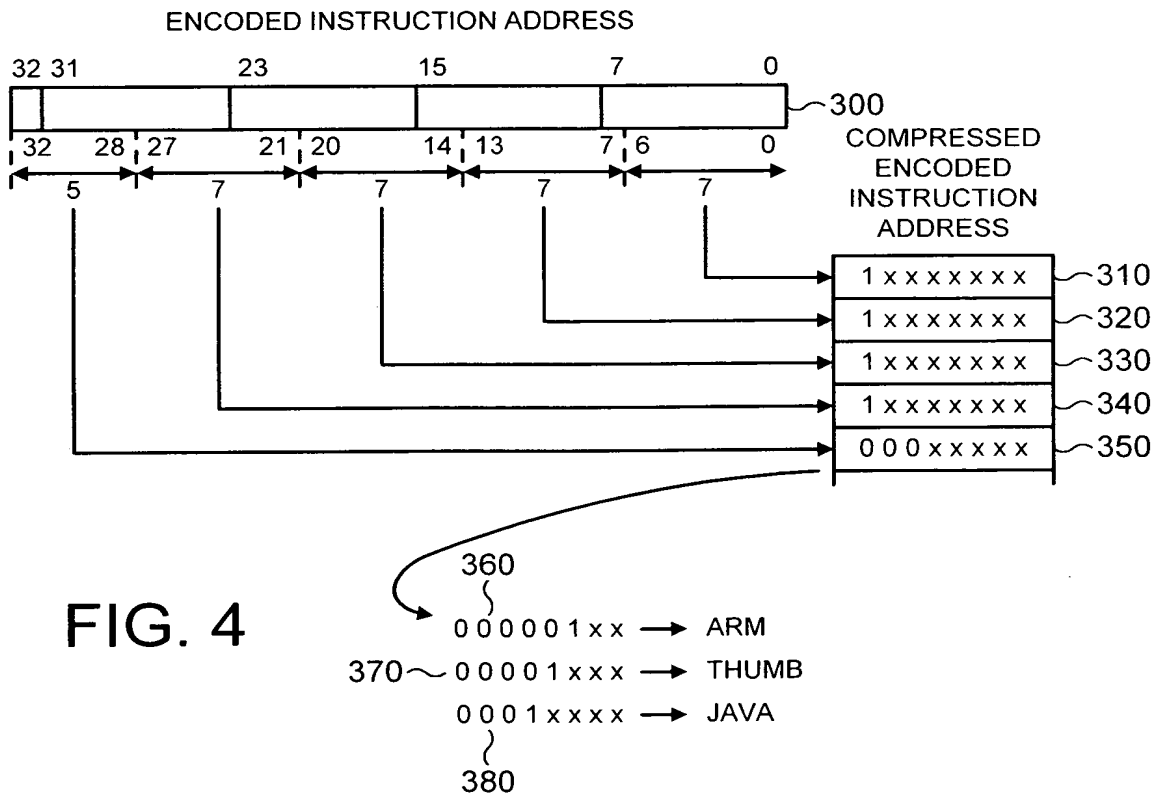 ENCODED INSTRUCTION ADDRESS
32 31 23 15 7 0
300
32 28 27 21 20 14 13 7 6 0
5 7 7 7 7
COMPRESSED
ENCODED
INSTRUCTION
ADDRESS
1 x x x x x x x 310
1 x x x x x x x 320
1 x x x x x x x 330
1 x x x x x x x 340
0 0 0 x x x x x 350
360
0 0 0 0 0 1 x x ARM
370 0 0 0 0 1 x x x THUMB
0 0 0 1 x x x x JAVA
380
FIG. 4